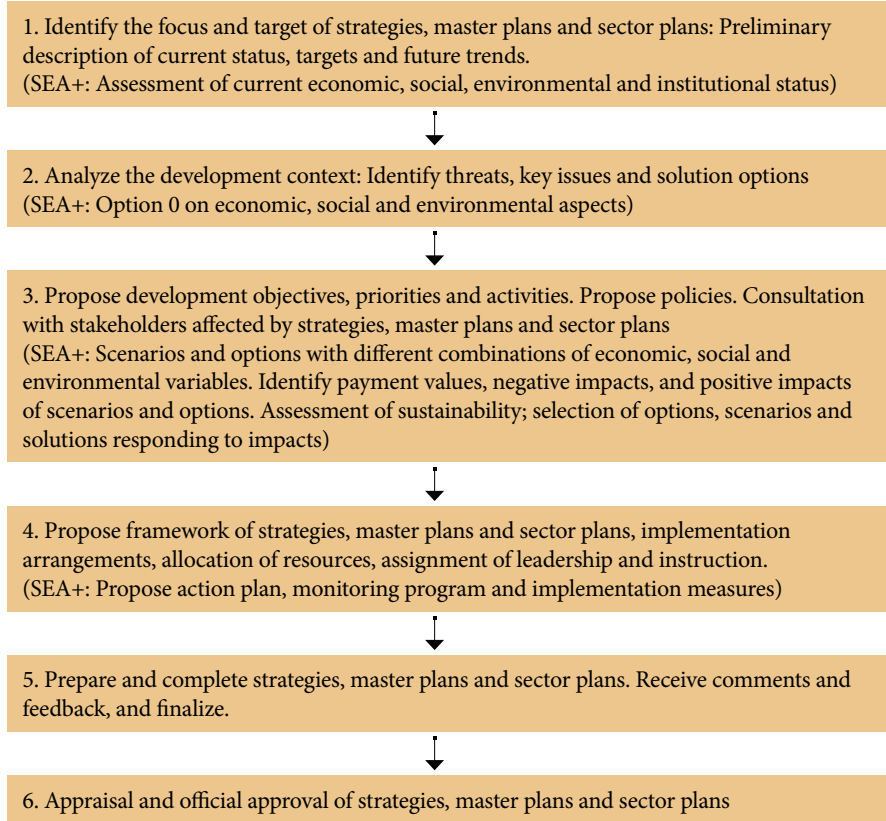 1. Identify the focus and target of strategies, master plans and sector plans: Preliminary
description of current status, targets and future trends.
(SEA+: Assessment of current economic, social, environmental and institutional status)
2. Analyze the development context: Identify threats, key issues and solution options
(SEA+: Option 0 on economic, social and environmental aspects)
3. Propose development objectives, priorities and activities. Propose policies. Consultation
with stakeholders affected by strategies, master plans and sector plans
(SEA+: Scenarios and options with different combinations of economic, social and
environmental variables. Identify payment values, negative impacts, and positive impacts
of scenarios and options. Assessment of sustainability; selection of options, scenarios and
solutions responding to impacts)
4. Propose framework of strategies, master plans and sector plans, implementation
arrangements, allocation of resources, assignment of leadership and instruction.
(SEA+: Propose action plan, monitoring program and implementation measures)
5. Prepare and complete strategies, master plans and sector plans. Receive comments and
feedback, and finalize.
6. Appraisal and official approval of strategies, master plans and sector plans